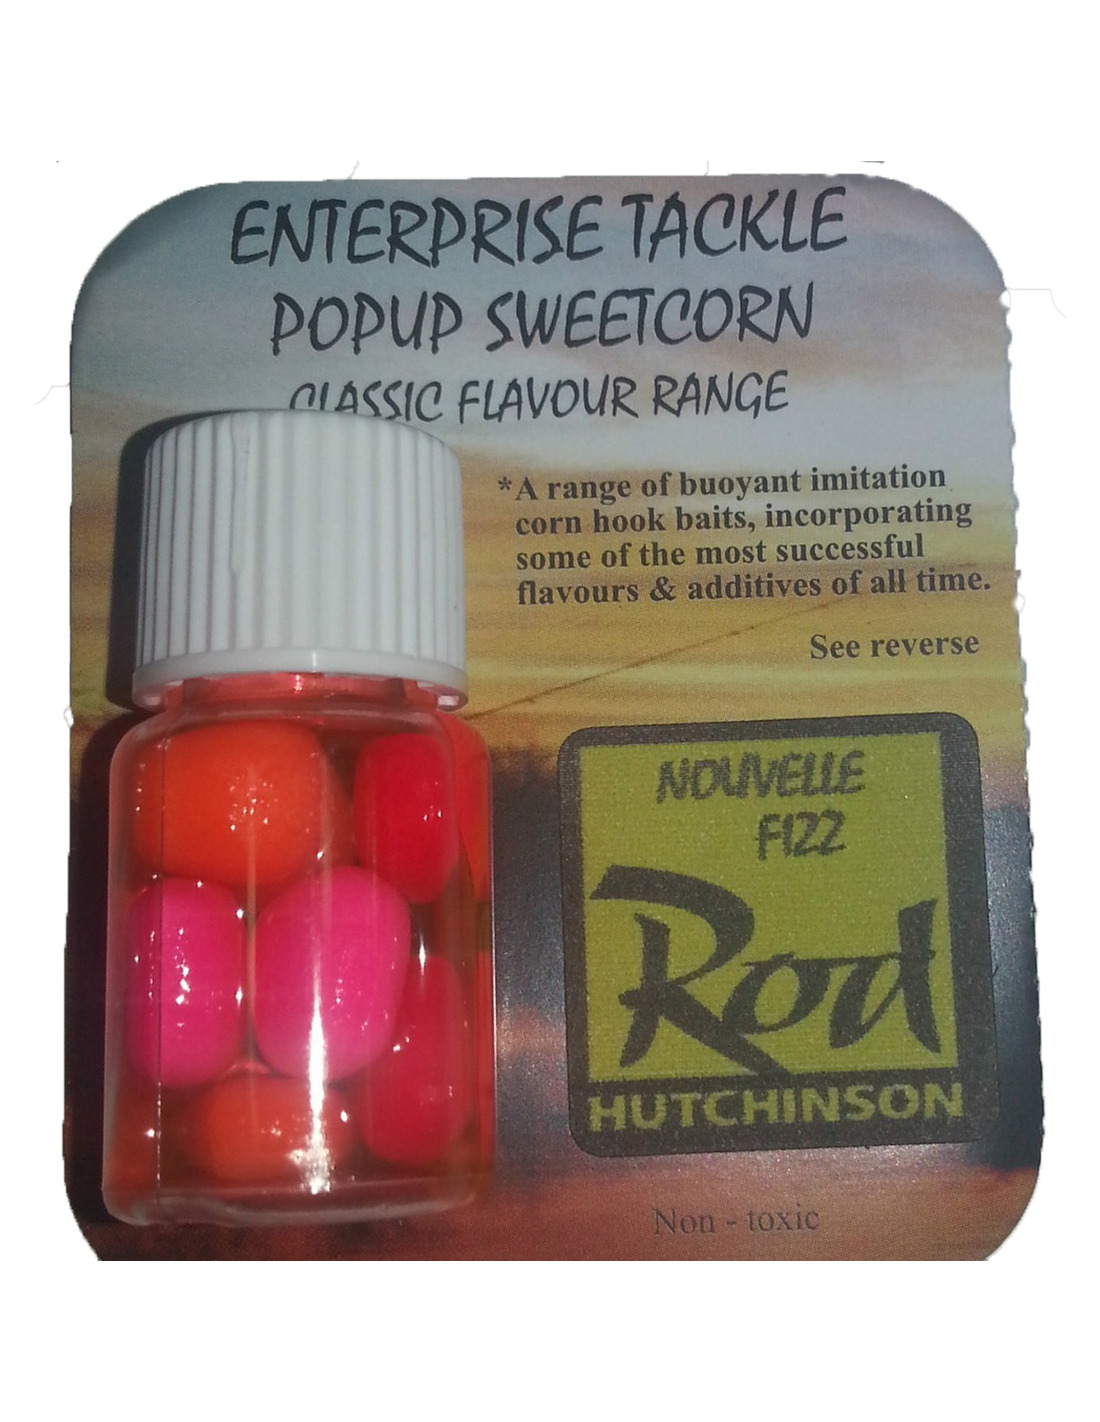 ENTERPRISE TACKLE
POPUP SWEETCORN
CLASSIC FLAVOUR RANGE
*A range of buoyant imitation
corn hook baits, incorporating
some of the most successful
flavours & additives of all time.
See reverse
NOUVELLE
FIZZ
Rod
HUTCHINSON
Non - toxic